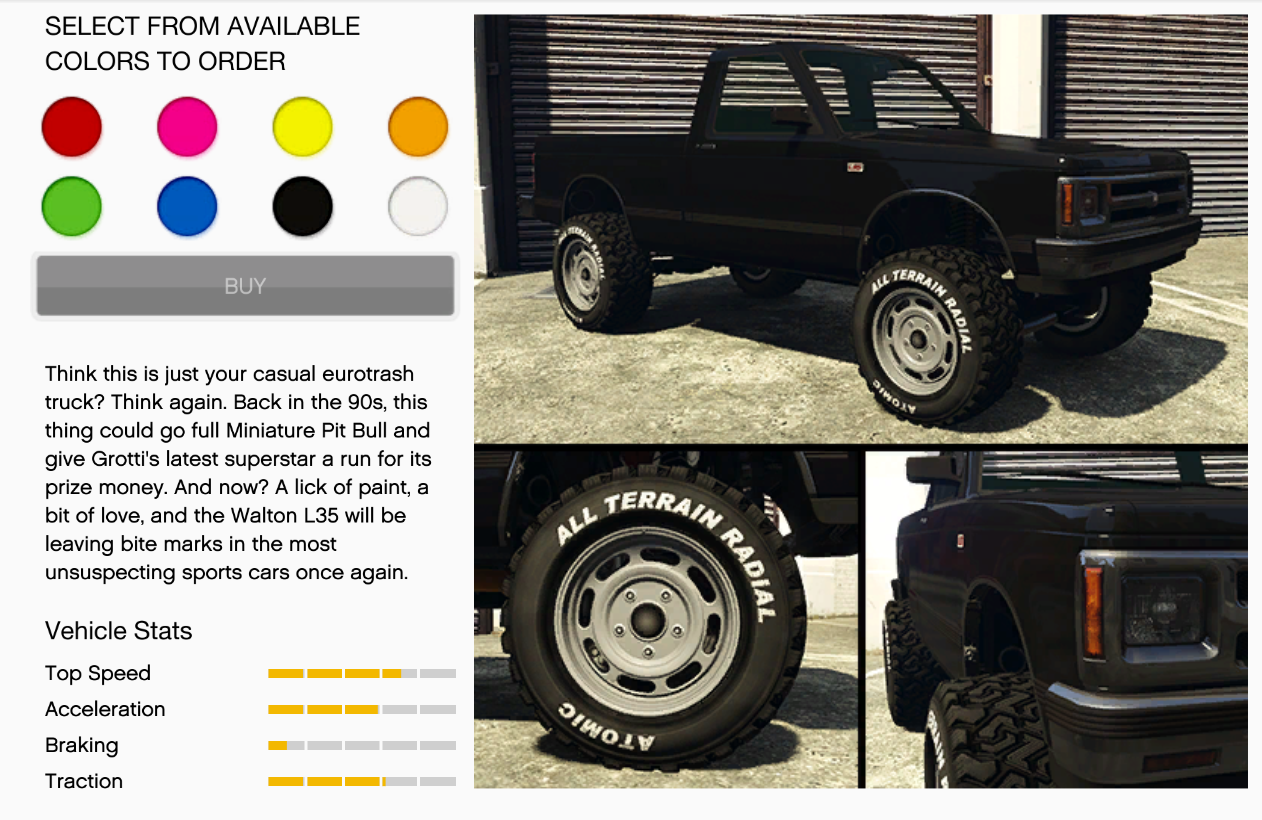 SELECT FROM AVAILABLE
COLORS TO ORDER
BUY
Think this is just your casual eurotrash
truck? Think again. Back in the 90s, this
thing could go full Miniature Pit Bull and
give Grotti's latest superstar a run for its
prize money. And now? A lick of paint, a
bit of love, and the Walton L35 will be
leaving bite marks in the most
unsuspecting sports cars once again.
Vehicle Stats
Top Speed
Acceleration
Braking
Traction
ALL TERRAIN RADIAL
ALL TERRAIN RADIAL
ATOMIC
ALL TERRAIN RADIAL
ATOMIC